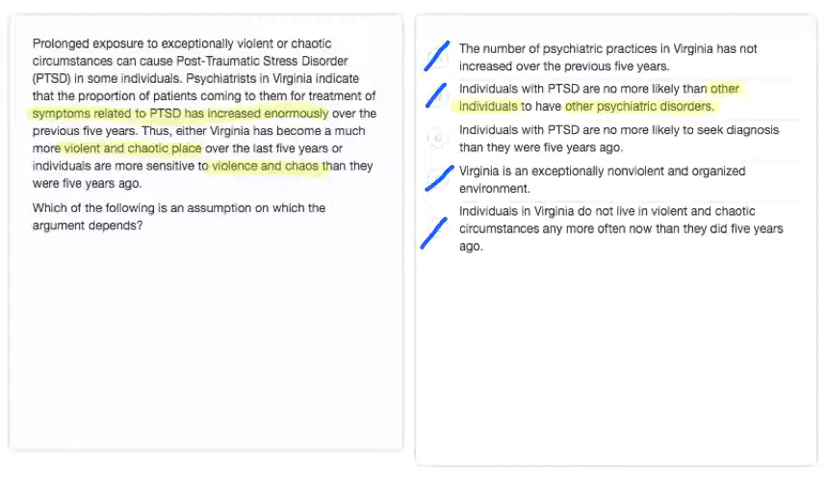 Prolonged exposure to exceptionally violent or chaotic
circumstances can cause Post-Traumatic Stress Disorder
(PTSD) in some individuals. Psychiatrists in Virginia indicate
that the proportion of patients coming to them for treatment of
symptoms related to PTSD has increased enormously over the
previous five years. Thus, either Virginia has become a much
more violent and chaotic place over the last five years or
individuals are more sensitive to violence and chaos than they
were five years ago.
Which of the following is an assumption on which the
argument depends?
The number of psychiatric practices in Virginia has not
increased over the previous five years.
Individuals with PTSD are no more likely than other
individuals to have other psychiatric disorders.
Individuals with PTSD are no more likely to seek diagnosis
than they were five years ago.
Virginia is an exceptionally nonviolent and organized
environment.
Individuals in Virginia do not live in violent and chaotic
circumstances any more often now than they did five years
ago.